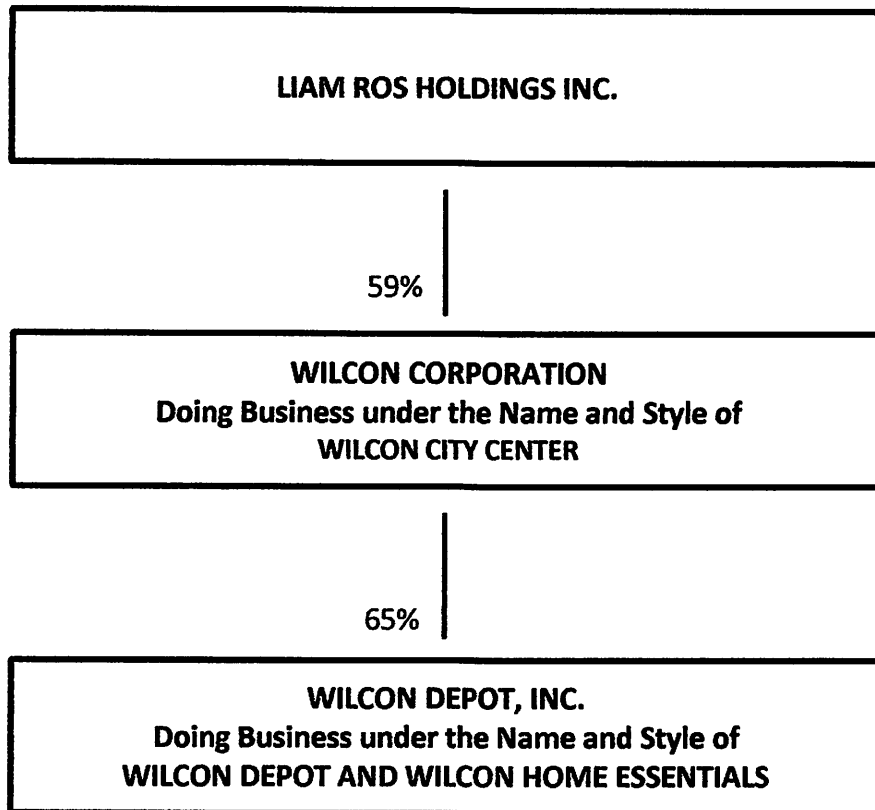 LIAM ROS HOLDINGS INC.
59%
WILCON CORPORATION
Doing Business under the Name and Style of
WILCON CITY CENTER
65%
WILCON DEPOT, INC.
Doing Business under the Name and Style of
WILCON DEPOT AND WILCON HOME ESSENTIALS